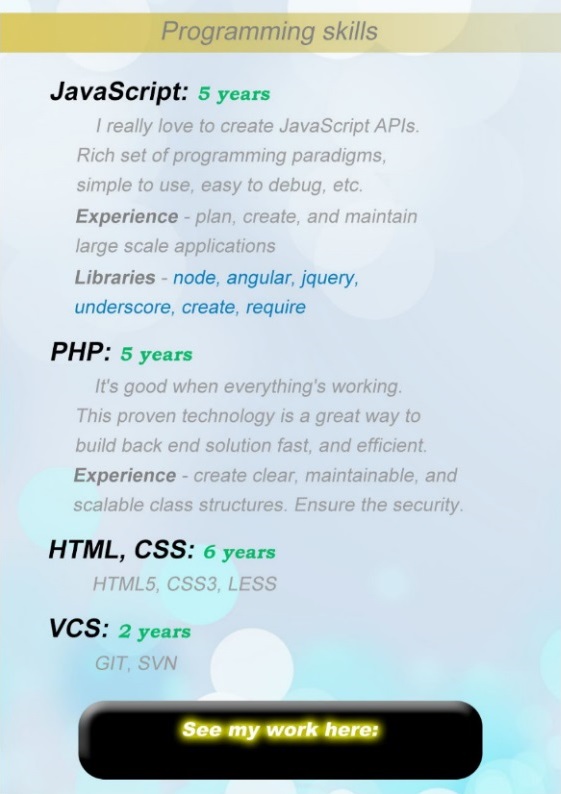 Programming skills
JavaScript: 5 years
I really love to create JavaScript APIs.
Rich set of programming paradigms,
simple to use, easy to debug, etc.
Experience - plan, create, and maintain
large scale applications
Libraries - node, angular, jquery,
underscore, create, require
PHP: 5 years
It's good when everything's working.
This proven technology is a great way to
build back end solution fast, and efficient.
Experience - create clear, maintainable, and
scalable class structures. Ensure the security.
HTML, CSS: 6 years
HTML5, CSS3, LESS
VCS: 2 years
GIT, SVN
See my work here: